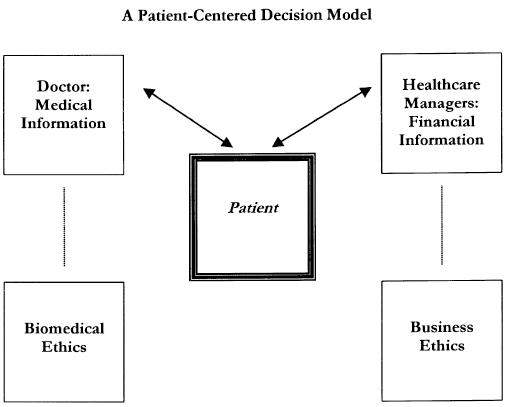 A Patient-Centered Decision Model
Doctor:
Medical
Information
Healthcare
Managers:
Financial
Information
Patient
Biomedical
Ethics
Business
Ethics